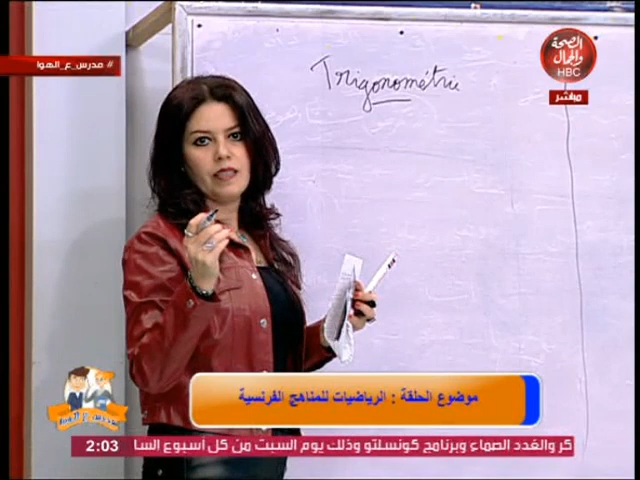 الصحة
والجمال
HBC
مباشر
#مدرس_ع_الهوا
Trigonométrie
موضوع الحلقة : الرياضيات للمناهج الفرنسية
2:03
كر والغدد الصماء وبرنامج كونسلتو وذلك يوم السبت من كل أسبوع السا